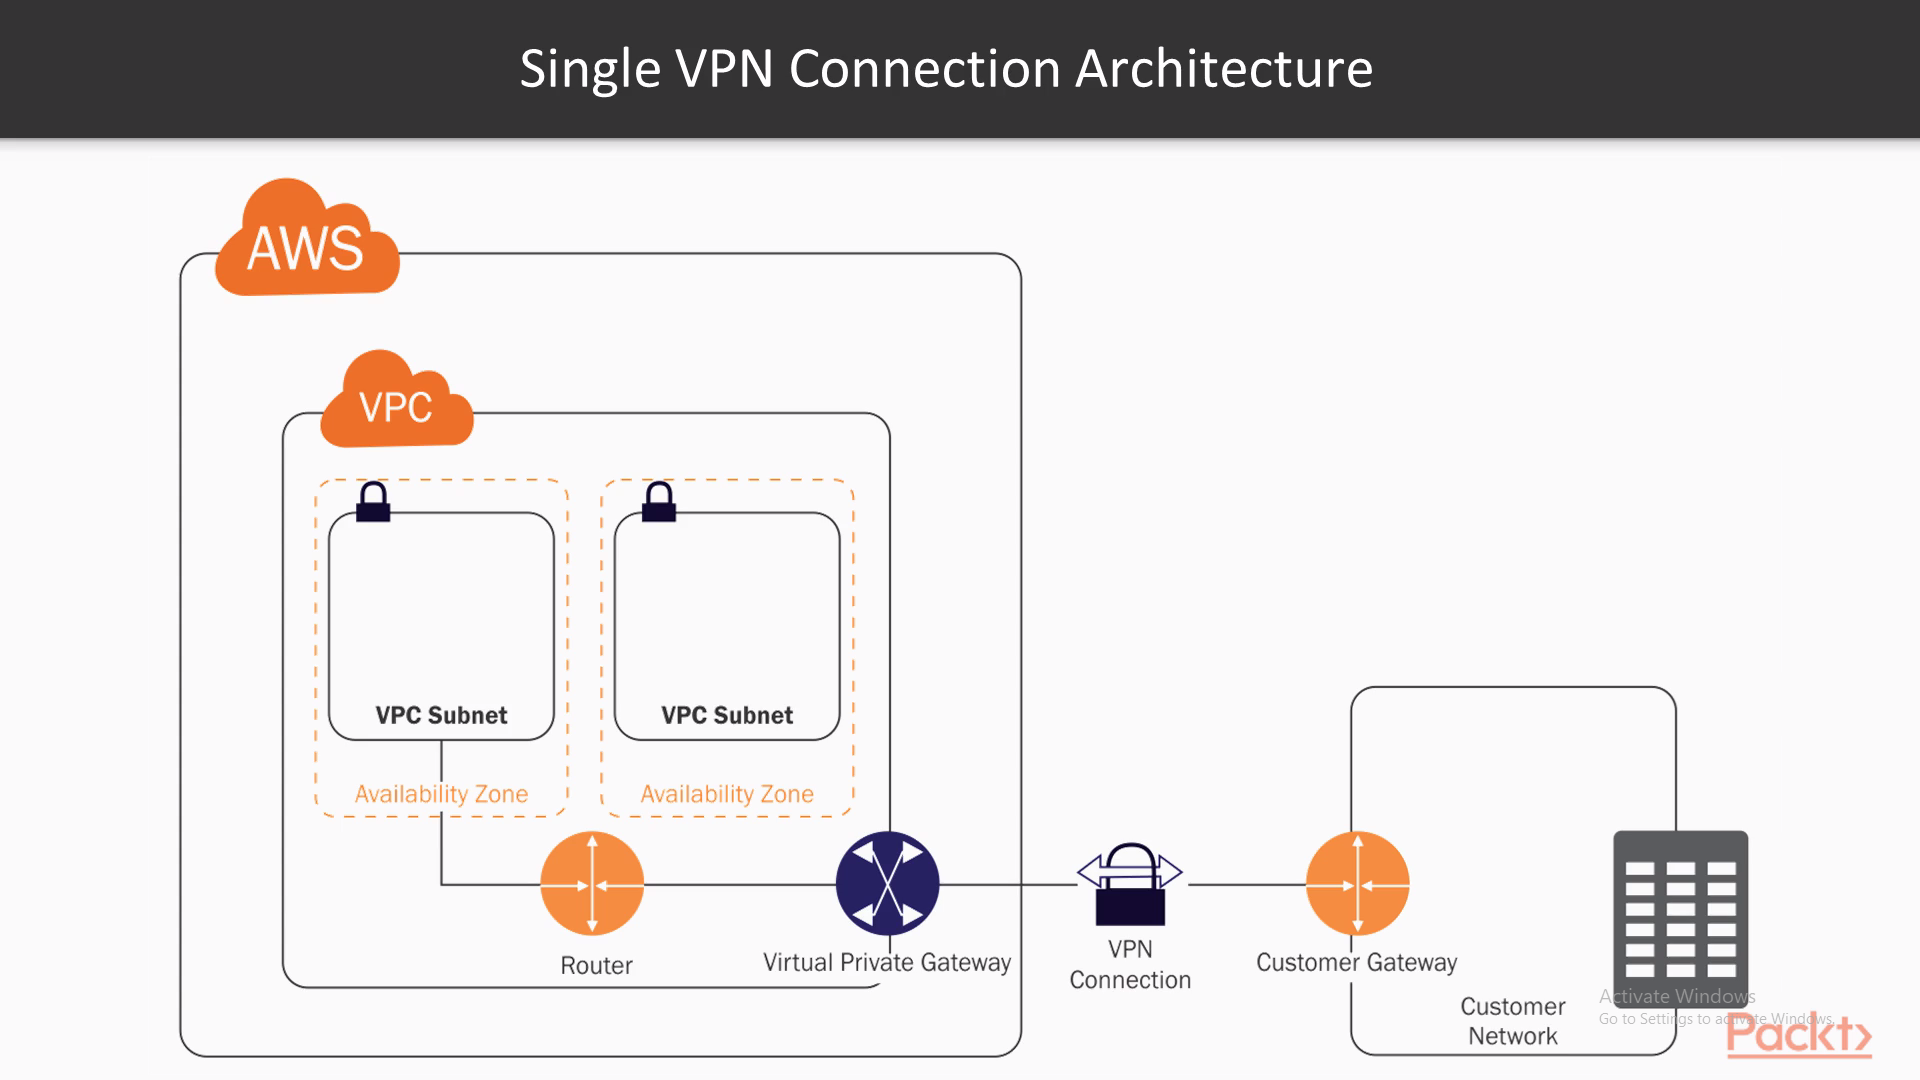 Single VPN Connection Architecture
AWS
VPC
VPC Subnet
VPC Subnet
Availability Zone
Availability Zone
Router
Virtual Private Gateway
VPN
Connection
Customer Gateway
Customer
Network
Activate Windows
Go to Settings to activate Windows.
Packt>